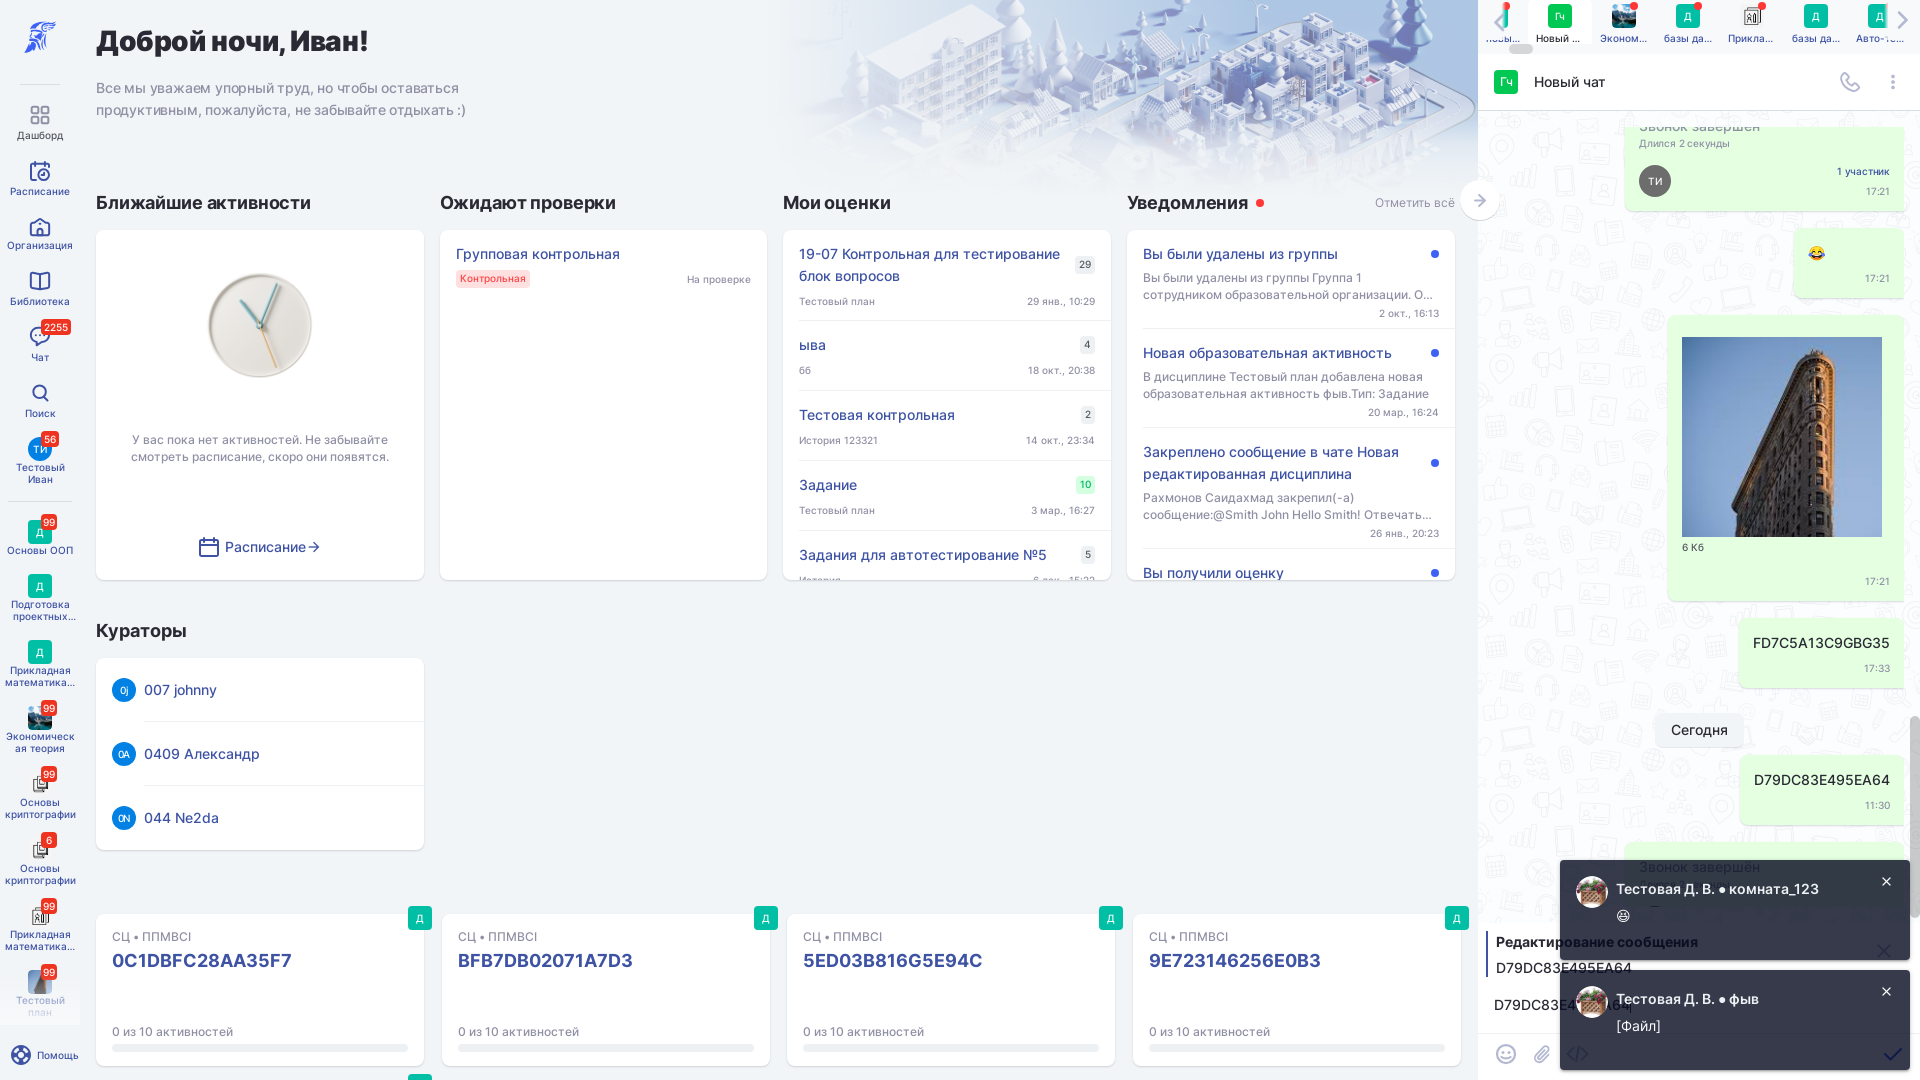 Дашборд
Расписание
Организация
Библиотека
2255
Чат
Поиск
56
ТИ
Тестовый
Иван
99
Д
Основы ООП
Д
Подготовка
проектных...
Д
Прикладная
математика...
99
Экономическ
ая теория
99
Основы
криптографии
6
Основы
криптографии
99
Прикладная
математика...
99
Тестовый
план
Помощь
Доброй ночи, Иван!
Все мы уважаем упорный труд, но чтобы оставаться
продуктивным, пожалуйста, не забывайте отдыхать :)
Ближайшие активности
У вас пока нет активностей. Не забывайте
смотреть расписание, скоро они появятся.
Расписание
Ожидают проверки
Групповая контрольная
Контрольная
На проверке
Мои оценки
19-07 Контрольная для тестирование
блок вопросов
29
Тестовый план
29 янв., 10:29
ыва
4
66
18 окт., 20:38
Тестовая контрольная
2
История 123321
14 окт., 23:34
Задание
10
Тестовый план
3 мар., 16:27
Задания для автотестирование №5
5
Уведомления
Отметить всё
Вы были удалены из группы
Вы были удалены из группы Группа 1
сотрудником образовательной организации. О...
2 окт., 16:13
Новая образовательная активность
В дисциплине Тестовый план добавлена новая
образовательная активность фыв.Тип: Задание
20 мар., 16:24
Закреплено сообщение в чате Новая
редактированная дисциплина
Рахмонов Саидахмад закрепил(-а)
сообщение:@Smith John Hello Smith! Отвечать...
26 янв., 20:23
Вы получили оценку
Кураторы
0j
007 johnny
0А
0409 Александр
0N
044 Ne2da
Д
СЦ • ППМВСI
0C1DBFC28AA35F7
0 из 10 активностей
Д
СЦ • ППМВСI
BFB7DB02071A7D3
0 из 10 активностей
Д
СЦ • ППМВСI
5ED03B816G5E94C
0 из 10 активностей
Д
СЦ • ППМВСI
9E723146256E0B3
0 из 10 активностей
Гч
Новый ...
Эконом...
Д
базы да...
Прикла...
Д
базы да...
Д
Гч
Новый чат
Звонок завершён
Длился 2 секунды
ТИ
1 участник
17:21
17:21
6 Кб
17:21
FD7C5A13C9GBG35
17:33
Сегодня
D79DC83E495EA64
11:30
Звонок завершён
Тестовая Д. В. • комната_123
Редактирование сообщения
D79DC83E495EA64
D79DC83E495EA64
Тестовая Д. В. • фыв
[Файл]